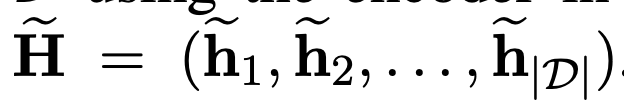 H̃ = (h̃₁, h̃₂, . . . , h̃|𝒟|).